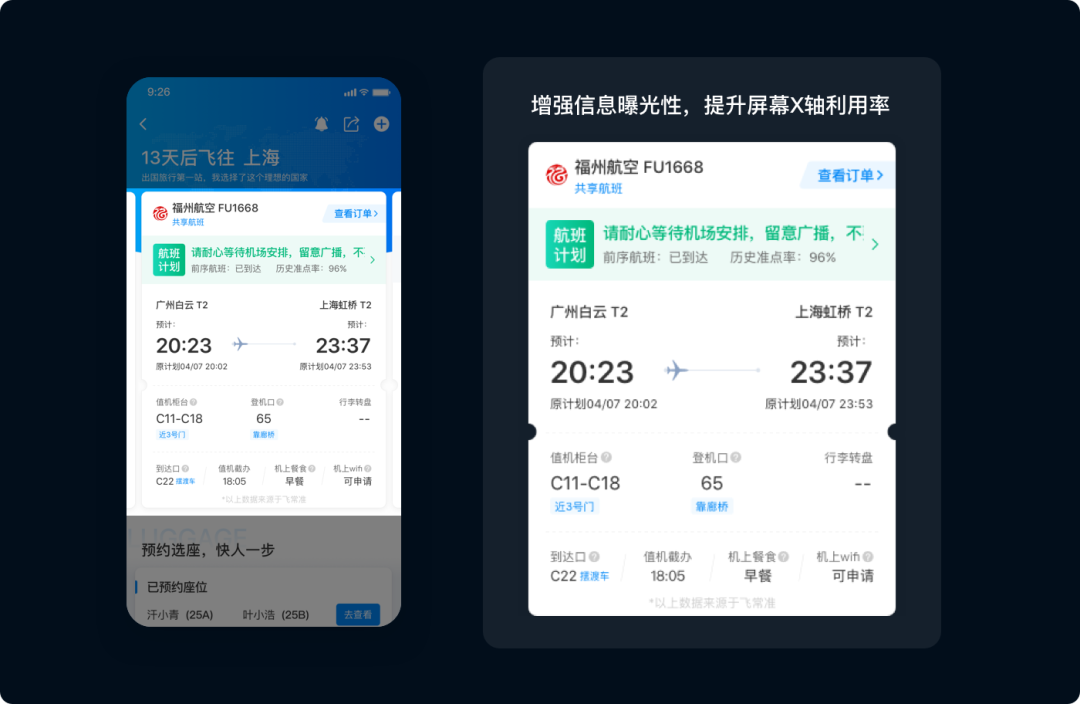 9:26
13天后飞往 上海
出国旅行第一站，我选择了这个理想的国家
福州航空 FU1668
共享航班
查看订单
航班
计划
请耐心等待机场安排，留意广播，不
前序航班：已到达 历史准点率：96%
广州白云 T2 上海虹桥 T2
预计： 预计：
20:23 23:37
原计划04/07 20:02 原计划04/07 23:53
值机柜台 登机口 行李转盘
C11-C18 65 --
近3号门 靠廊桥
到达口 值机截办 机上餐食 机上wifi
C22 摆渡车 18:05 早餐 可申请
*以上数据来源于飞常准
LUGGAGE
预约选座，快人一步
已预约座位
汗小青 (25A) 叶小浩 (25B) 去查看
增强信息曝光性，提升屏幕X轴利用率
福州航空 FU1668
共享航班
查看订单
航班
计划
请耐心等待机场安排，留意广播，不
前序航班：已到达 历史准点率：96%
广州白云 T2 上海虹桥 T2
预计： 预计：
20:23 23:37
原计划04/07 20:02 原计划04/07 23:53
值机柜台 登机口 行李转盘
C11-C18 65 --
近3号门 靠廊桥
到达口 值机截办 机上餐食 机上wifi
C22 摆渡车 18:05 早餐 可申请
*以上数据来源于飞常准